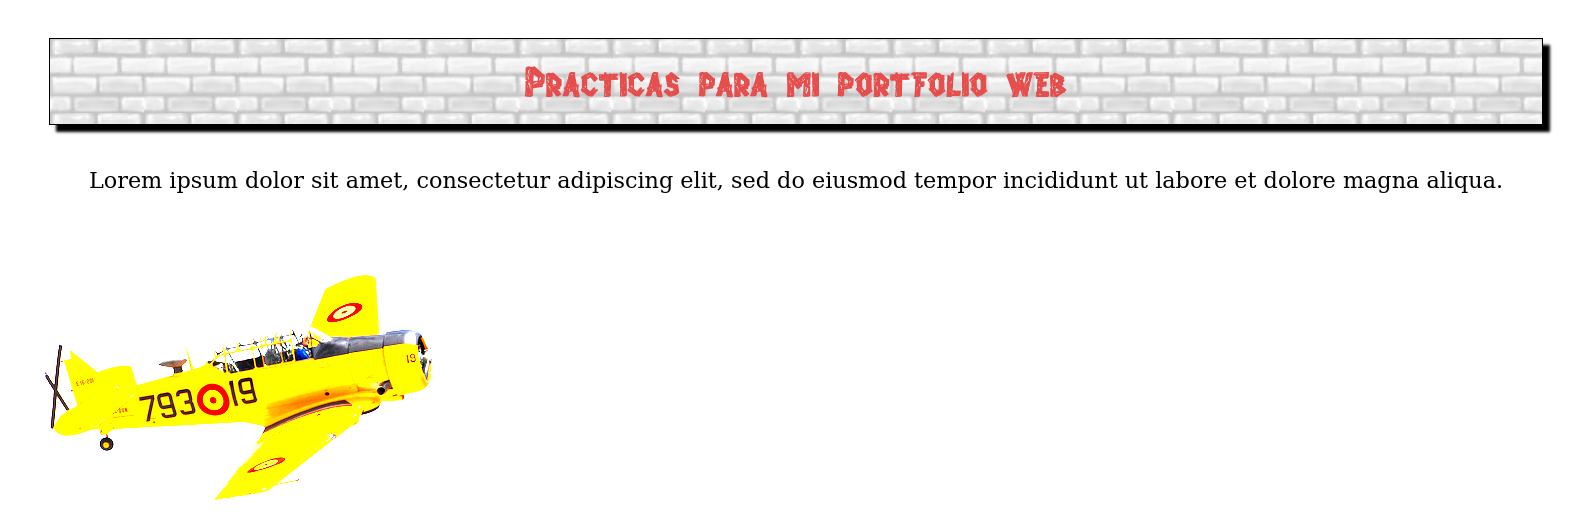 Practicas para mi portfolio web
Lorem ipsum dolor sit amet, consectetur adipiscing elit, sed do eiusmod tempor incididunt ut labore et dolore magna aliqua.
19
793 19